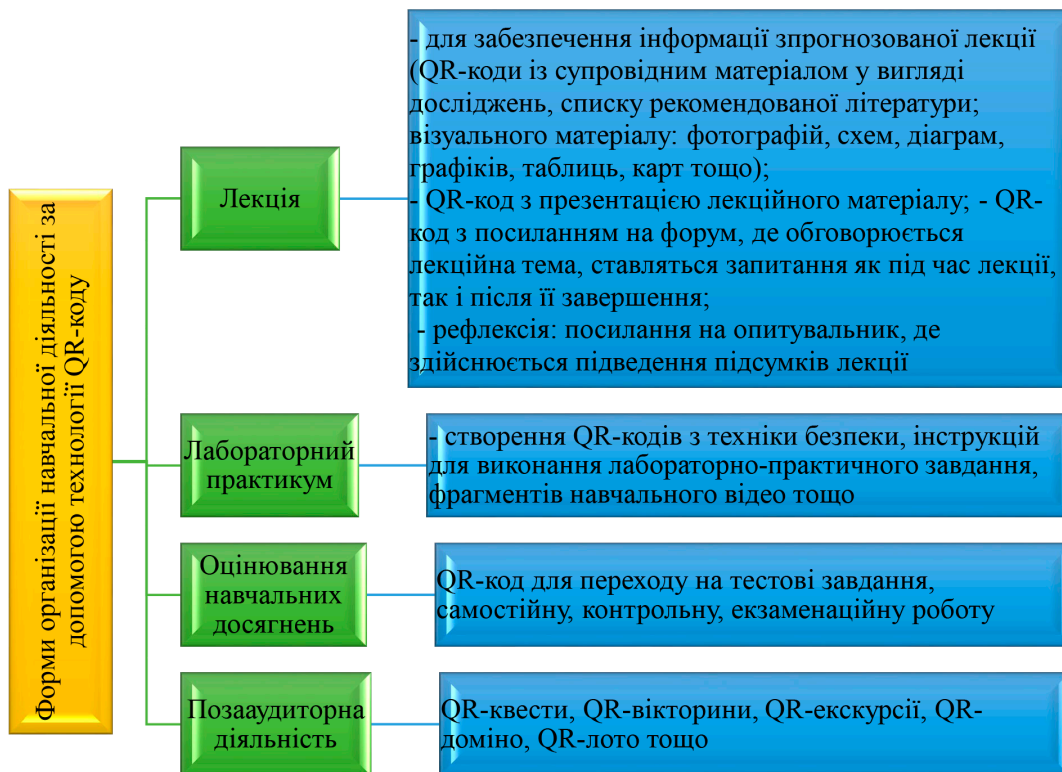 Форми організації навчальної діяльності за
допомогою технології QR-коду
Лекція
- для забезпечення інформації зпрогнозованої лекції
(QR-коди із супровідним матеріалом у вигляді
досліджень, списку рекомендованої літератури;
візуального матеріалу: фотографій, схем, діаграм,
графіків, таблиць, карт тощо);
- QR-код з презентацією лекційного матеріалу; - QR-
код з посиланням на форум, де обговорюється
лекційна тема, ставляться запитання як під час лекції,
так і після її завершення;
- рефлексія: посилання на опитувальник, де
здійснюється підведення підсумків лекції
Лабораторний
практикум
- створення QR-кодів з техніки безпеки, інструкцій
для виконання лабораторно-практичного завдання,
фрагментів навчального відео тощо
Оцінювання
навчальних
досягнень
QR-код для переходу на тестові завдання,
самостійну, контрольну, екзаменаційну роботу
Позааудиторна
діяльність
QR-квести, QR-вікторини, QR-екскурсії, QR-
доміно, QR-лото тощо